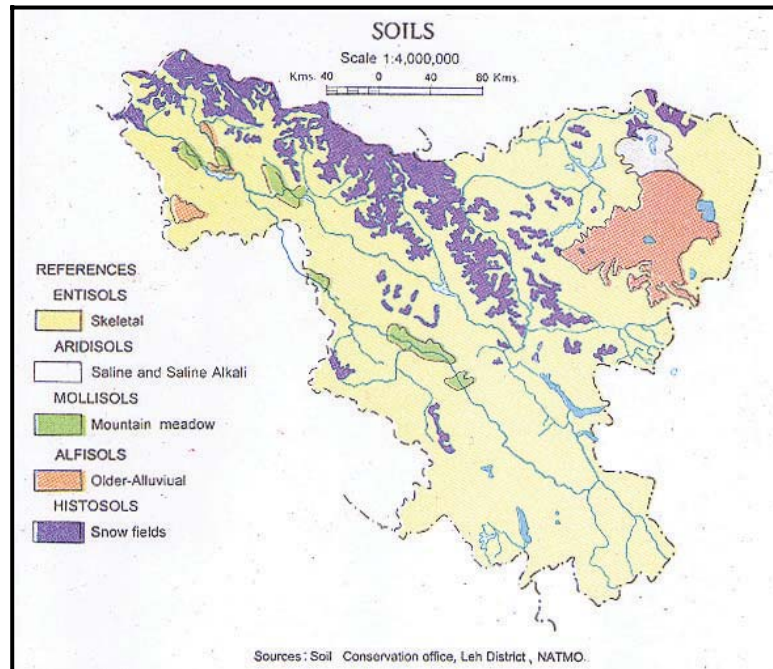 SOILS
Scale 1:4,000,000
Kms. 40 0 40 80 Kms.
REFERENCES
ENTISOLS
Skeletal
ARIDISOLS
Saline and Saline Alkali
MOLLISOLS
Mountain meadow
ALFISOLS
Older-Alluviual
HISTOSOLS
Snow fields
Sources: Soil Conservation office, Leh District, NATMO.